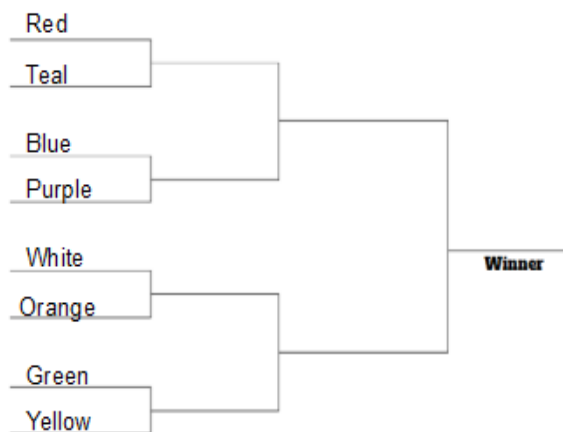 Red
Teal
Blue
Purple
White
Orange
Green
Yellow
Winner